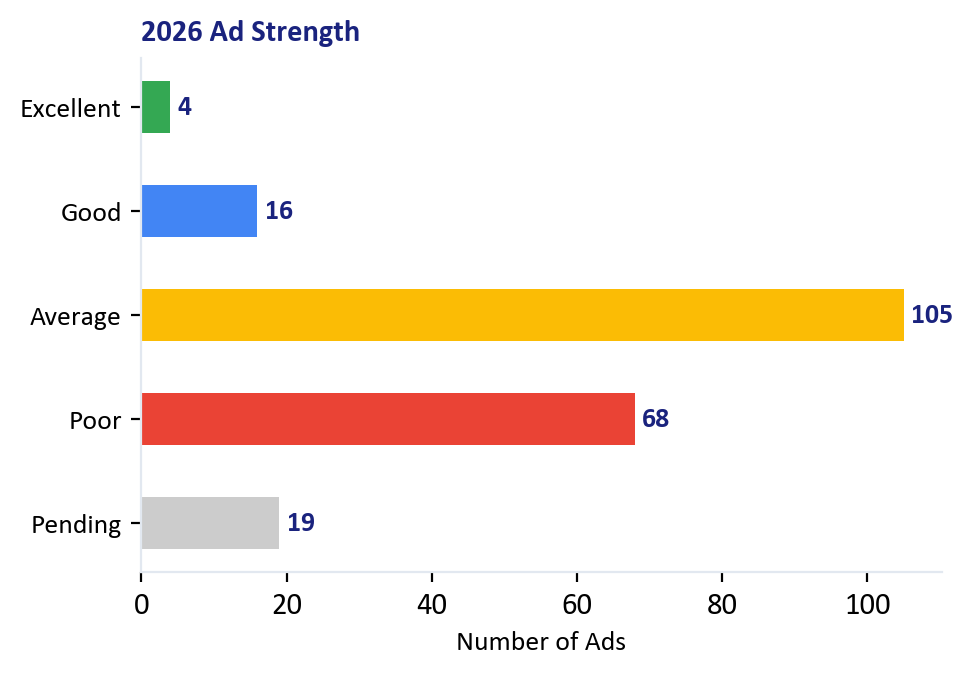 2026 Ad Strength
Excellent 4
Good 16
Average 105
Poor 68
Pending 19
0 20 40 60 80 100
Number of Ads